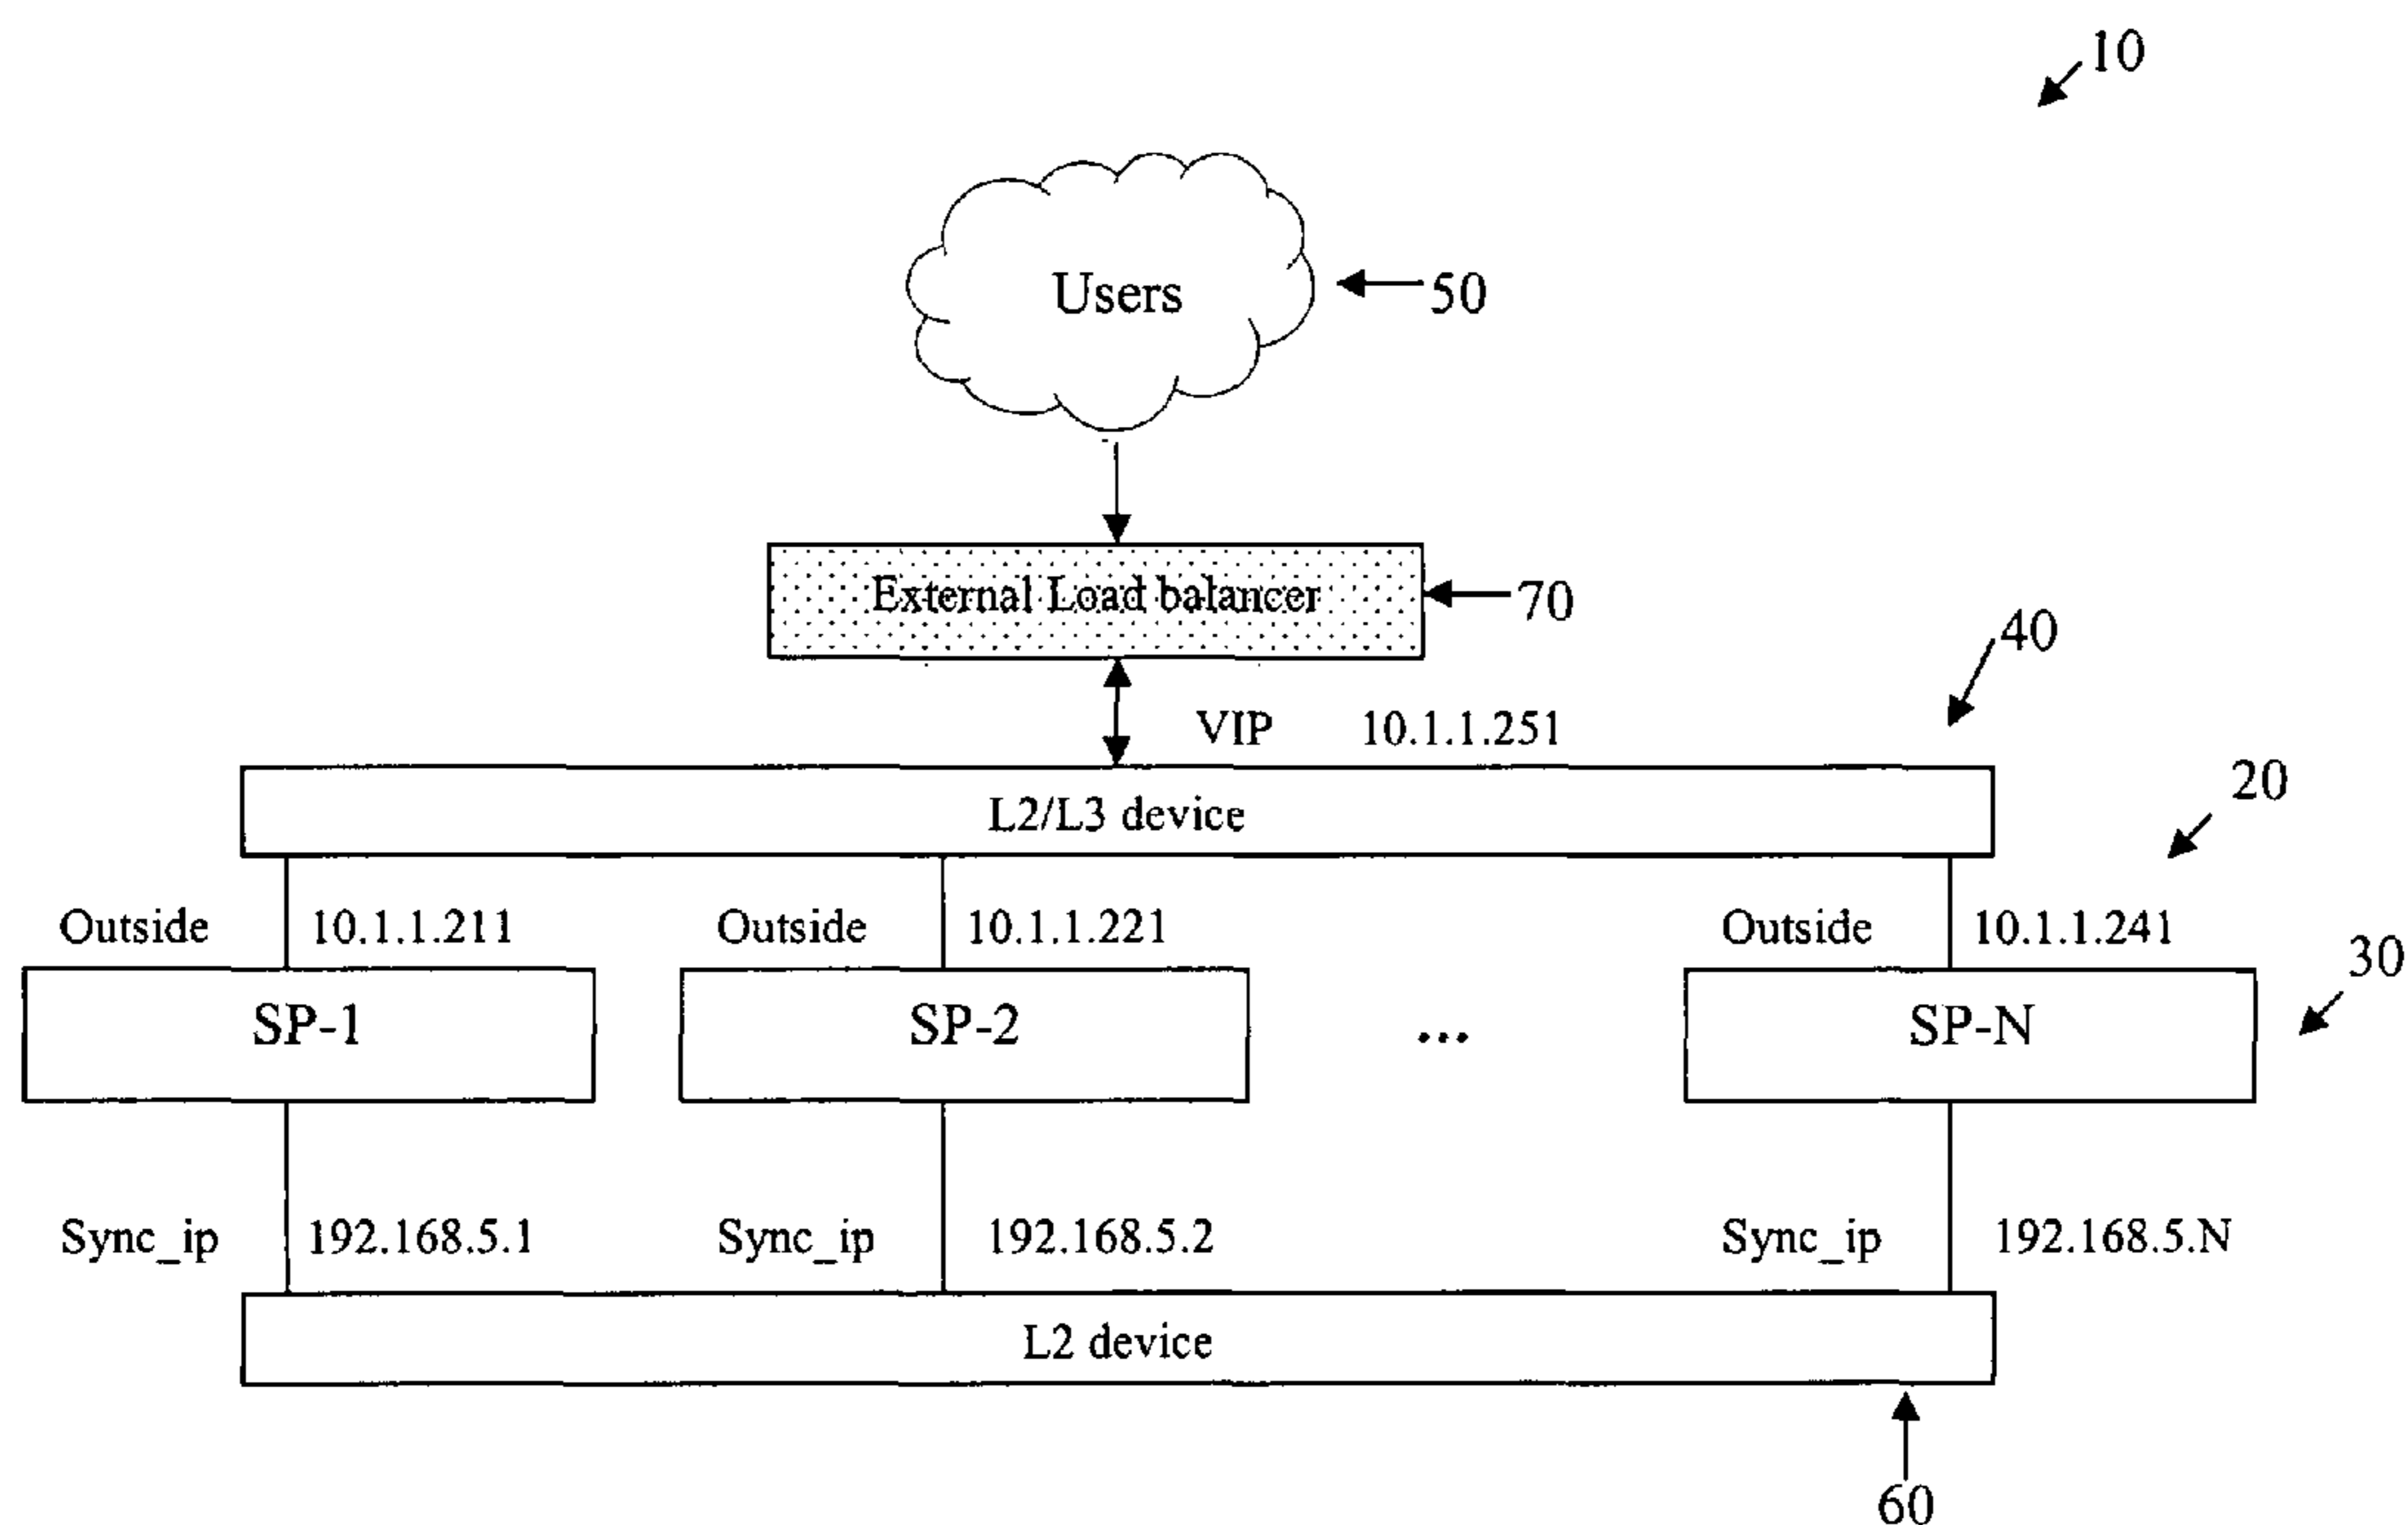 10
Users
50
External Load balancer
70
40
VIP 10.1.1.251
20
L2/L3 device
Outside 10.1.1.211 Outside 10.1.1.221 Outside 10.1.1.241
30
SP-1 SP-2 ... SP-N
Sync_ip 192.168.5.1 Sync_ip 192.168.5.2 Sync_ip 192.168.5.N
L2 device
60